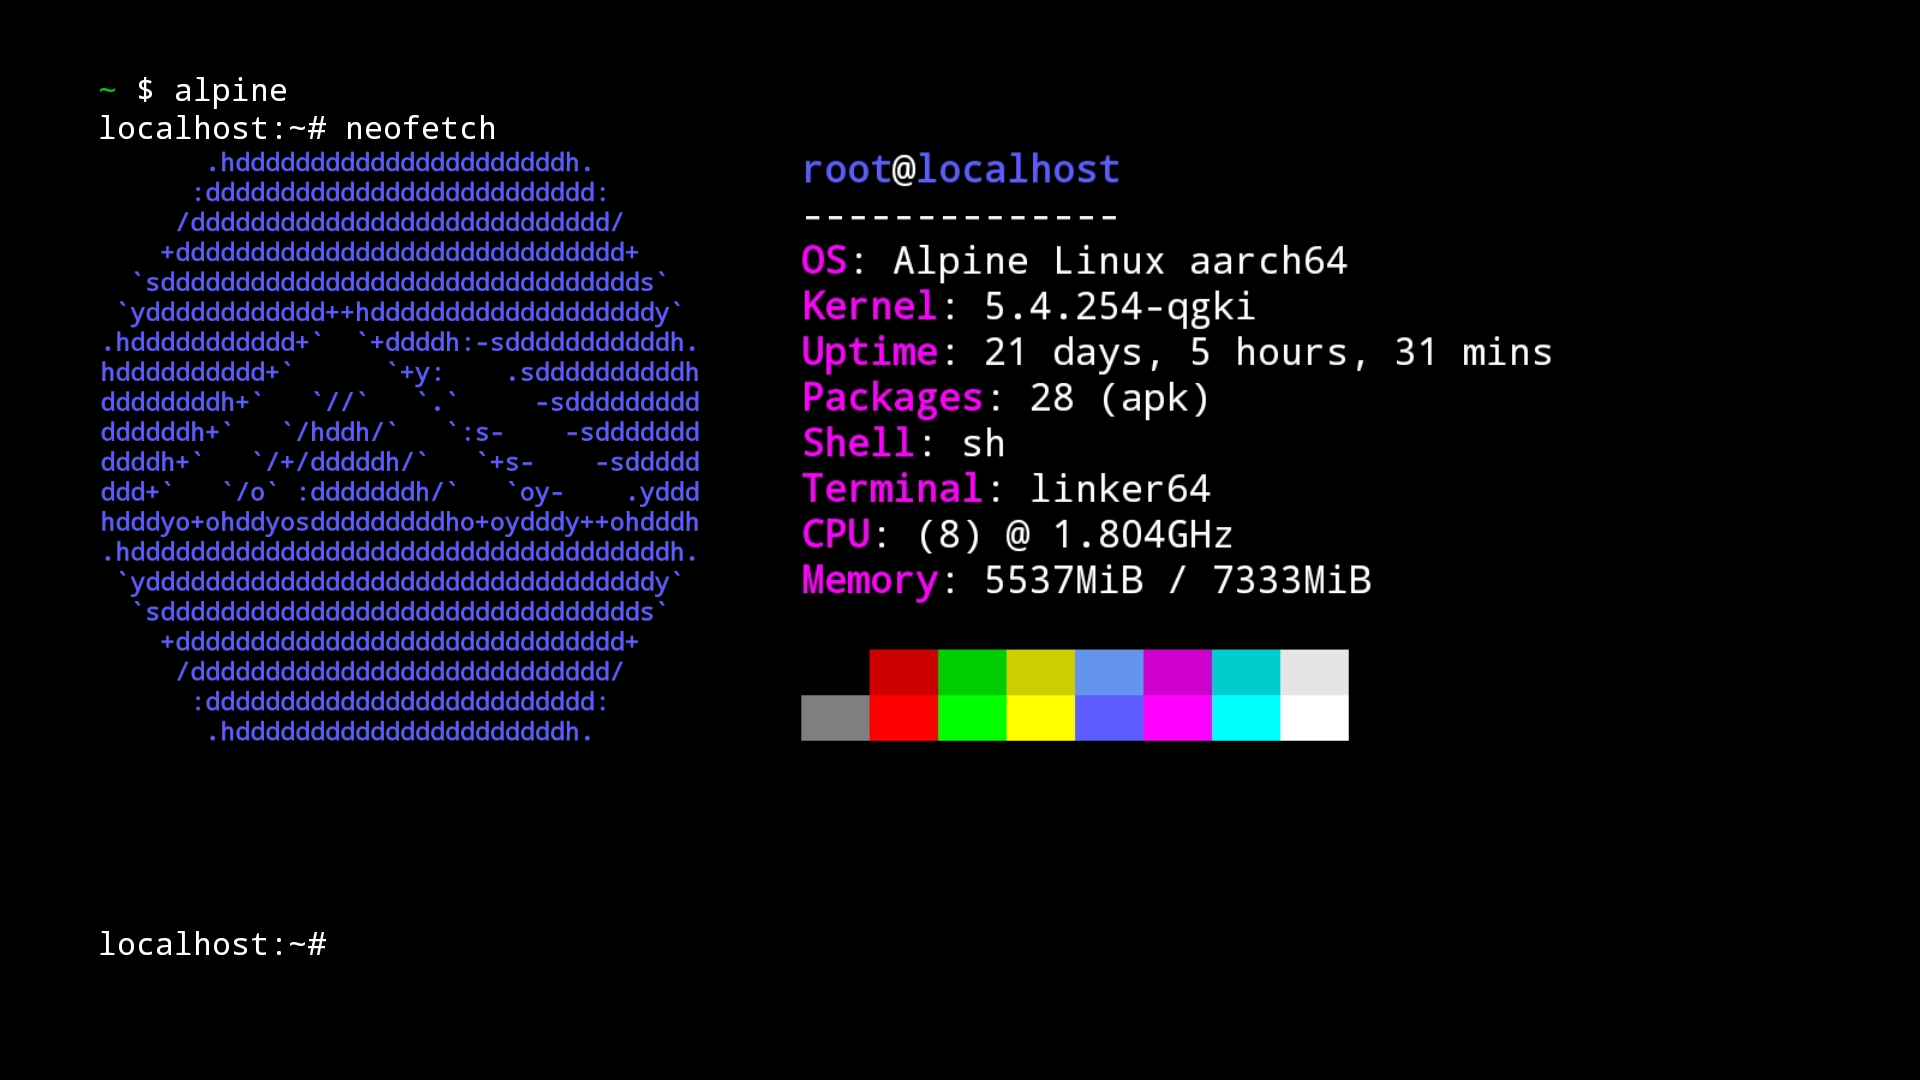 ~ $ alpine
localhost:~# neofetch
       .hddddddddddddddddddddddh.
      :dddddddddddddddddddddddddd:
     /dddddddddddddddddddddddddddd/
    +dddddddddddddddddddddddddddddd+
  `sdddddddddddddddddddddddddddddddds`
 `ydddddddddddd++hdddddddddddddddddddy`
.hddddddddddd+`  `+ddddh:-sdddddddddddh.
hdddddddddd+`      `+y:    .sddddddddddh
ddddddddh+`   `//`   `.`     -sddddddddd
ddddddh+`   `/hddh/`   `:s-    -sddddddd
ddddh+`   `/+/dddddh/`   `+s-    -sddddd
ddd+`   `/o` :dddddddh/`   `oy-    .yddd
hdddyo+ohddyosdddddddddho+oydddy++ohdddh
.hddddddddddddddddddddddddddddddddddddh.
 `yddddddddddddddddddddddddddddddddddy`
  `sdddddddddddddddddddddddddddddddds`
    +dddddddddddddddddddddddddddddd+
     /dddddddddddddddddddddddddddd/
      :dddddddddddddddddddddddddd:
       .hddddddddddddddddddddddh.
root@localhost
--------------
OS: Alpine Linux aarch64
Kernel: 5.4.254-qgki
Uptime: 21 days, 5 hours, 31 mins
Packages: 28 (apk)
Shell: sh
Terminal: linker64
CPU: (8) @ 1.804GHz
Memory: 5537MiB / 7333MiB
localhost:~#